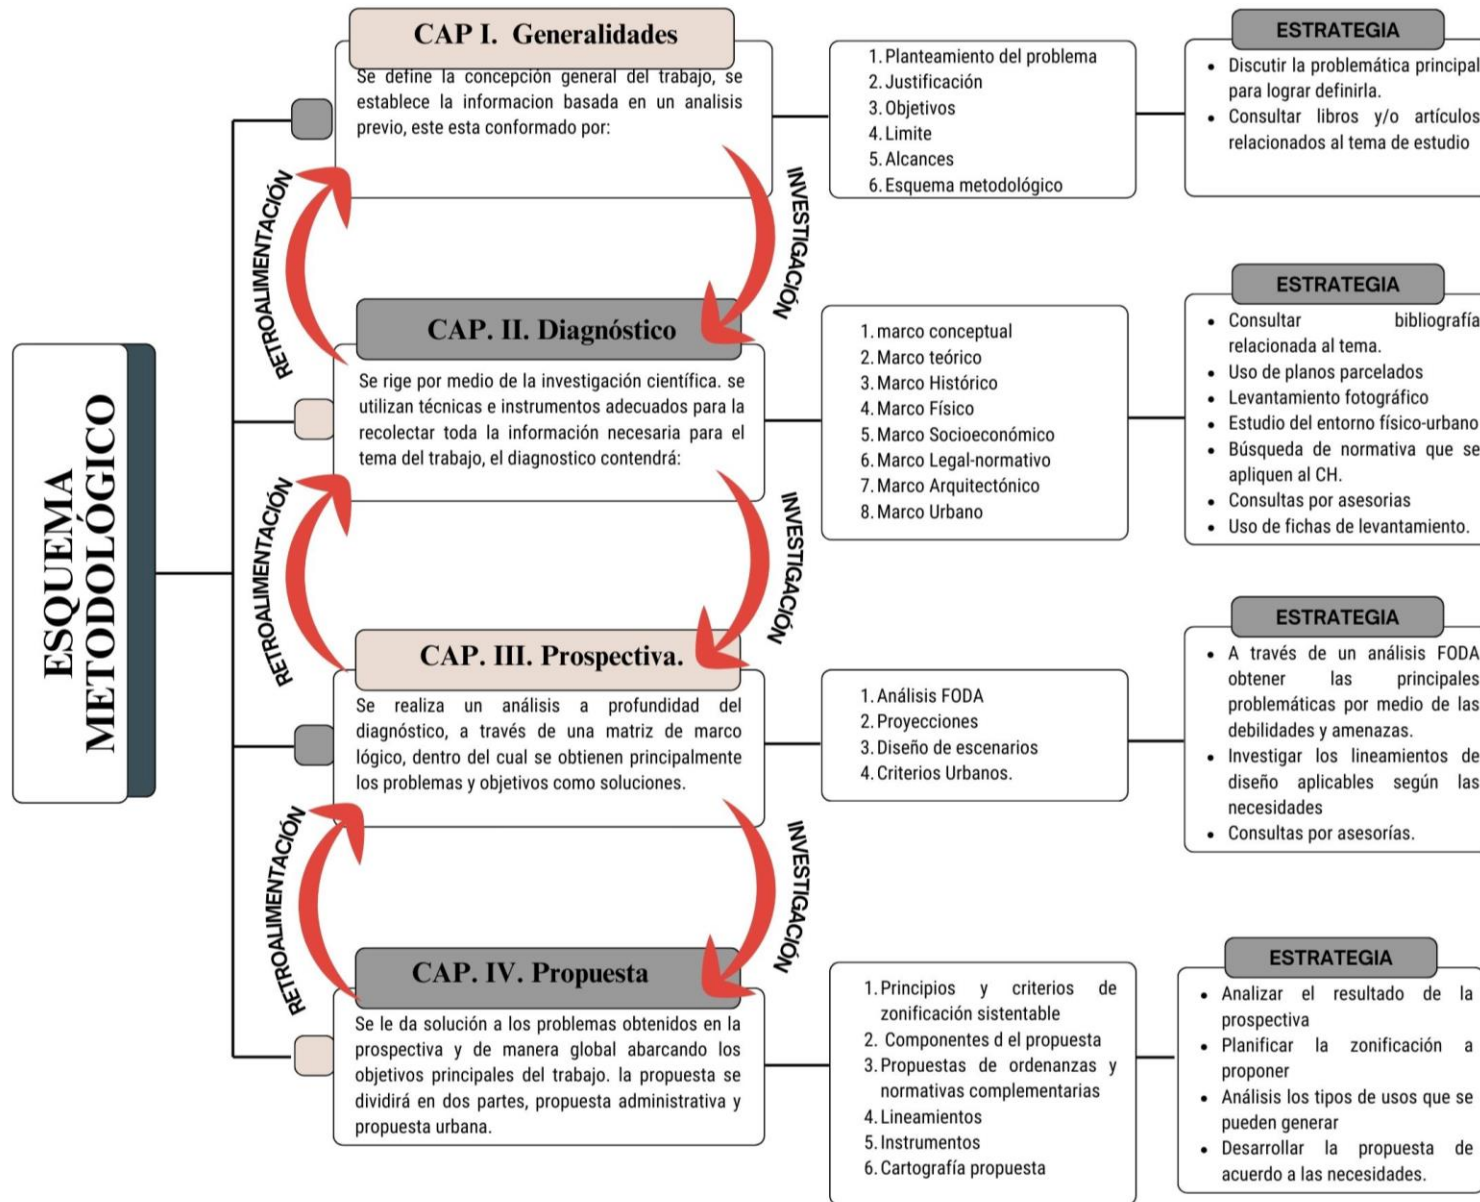 ESQUEMA
METODOLÓGICO
CAP I. Generalidades
Se define la concepción general del trabajo, se
establece la informacion basada en un analisis
previo, este esta conformado por:
1. Planteamiento del problema
2. Justificación
3. Objetivos
4. Limite
5. Alcances
6. Esquema metodológico
ESTRATEGIA
• Discutir la problemática principal
para lograr definirla.
• Consultar libros y/o artículos
relacionados al tema de estudio
RETROALIMENTACIÓN
INVESTIGACIÓN
CAP. II. Diagnóstico
Se rige por medio de la investigación científica. se
utilizan técnicas e instrumentos adecuados para la
recolectar toda la información necesaria para el
tema del trabajo, el diagnostico contendrá:
1. marco conceptual
2. Marco teórico
3. Marco Histórico
4. Marco Físico
5. Marco Socioeconómico
6. Marco Legal-normativo
7. Marco Arquitectónico
8. Marco Urbano
ESTRATEGIA
• Consultar bibliografía
relacionada al tema.
• Uso de planos parcelados
• Levantamiento fotográfico
• Estudio del entorno físico-urbano
• Búsqueda de normativa que se
apliquen al CH.
• Consultas por asesorias
• Uso de fichas de levantamiento.
RETROALIMENTACIÓN
INVESTIGACIÓN
CAP. III. Prospectiva.
Se realiza un análisis a profundidad del
diagnóstico, a través de una matriz de marco
lógico, dentro del cual se obtienen principalmente
los problemas y objetivos como soluciones.
1. Análisis FODA
2. Proyecciones
3. Diseño de escenarios
4. Criterios Urbanos.
ESTRATEGIA
• A través de un análisis FODA
obtener las principales
problemáticas por medio de las
debilidades y amenazas.
• Investigar los lineamientos de
diseño aplicables según las
necesidades
• Consultas por asesorías.
RETROALIMENTACIÓN
INVESTIGACIÓN
CAP. IV. Propuesta
Se le da solución a los problemas obtenidos en la
prospectiva y de manera global abarcando los
objetivos principales del trabajo. la propuesta se
dividirá en dos partes, propuesta administrativa y
propuesta urbana.
1. Principios y criterios de
zonificación sistentable
2. Componentes d el propuesta
3. Propuestas de ordenanzas y
normativas complementarias
4. Lineamientos
5. Instrumentos
6. Cartografía propuesta
ESTRATEGIA
• Analizar el resultado de la
prospectiva
• Planificar la zonificación a
proponer
• Análisis los tipos de usos que se
pueden generar
• Desarrollar la propuesta de
acuerdo a las necesidades.